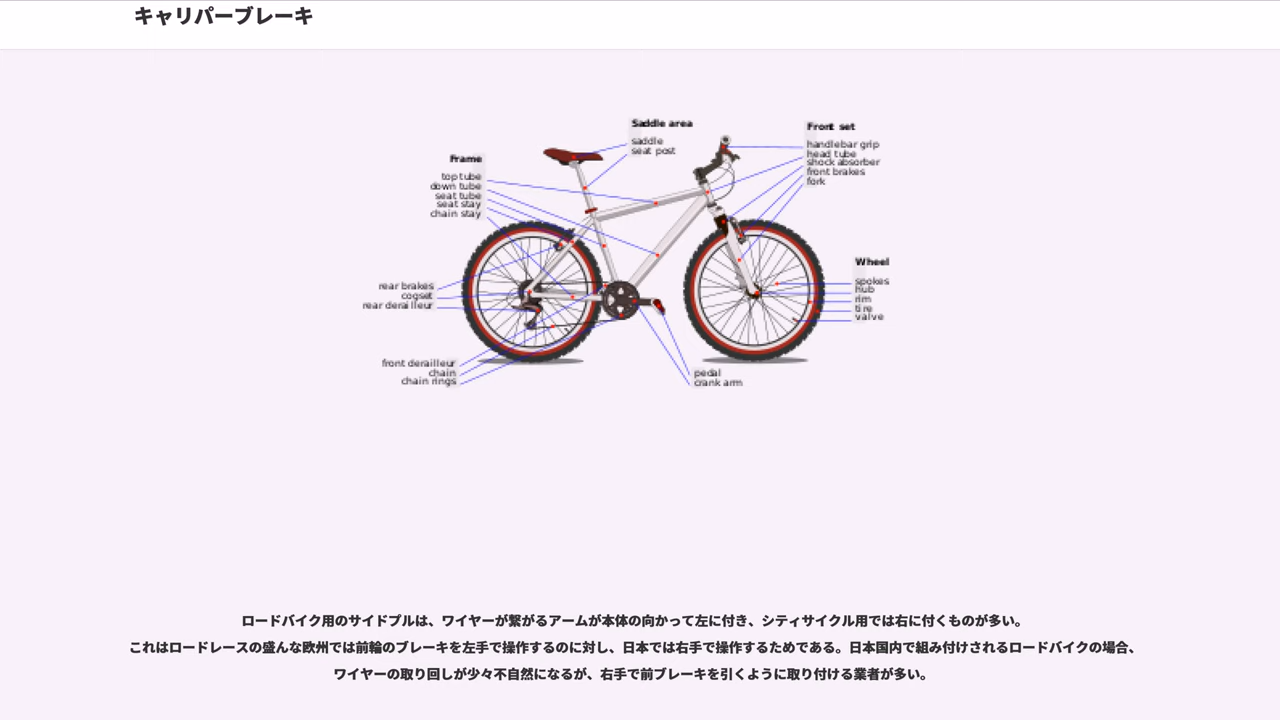 キャリパーブレーキ
Saddle area
saddle
seat post
Front set
handlebar grip
head tube
shock absorber
front brakes
fork
Frame
top tube
down tube
seat tube
seat stay
chain stay
Wheel
spokes
hub
rim
tire
valve
rear brakes
cogset
rear derailleur
front derailleur
chain
chain rings
pedal
crank arm
ロードバイク用のサイドプルは、ワイヤーが繋がるアームが本体の向かって左に付き、シティサイクル用では右に付くものが多い。
これはロードレースの盛んな欧州では前輪のブレーキを左手で操作するのに対し、日本では右手で操作するためである。日本国内で組み付けされるロードバイクの場合、
ワイヤーの取り回しが少々不自然になるが、右手で前ブレーキを引くように取り付ける業者が多い。